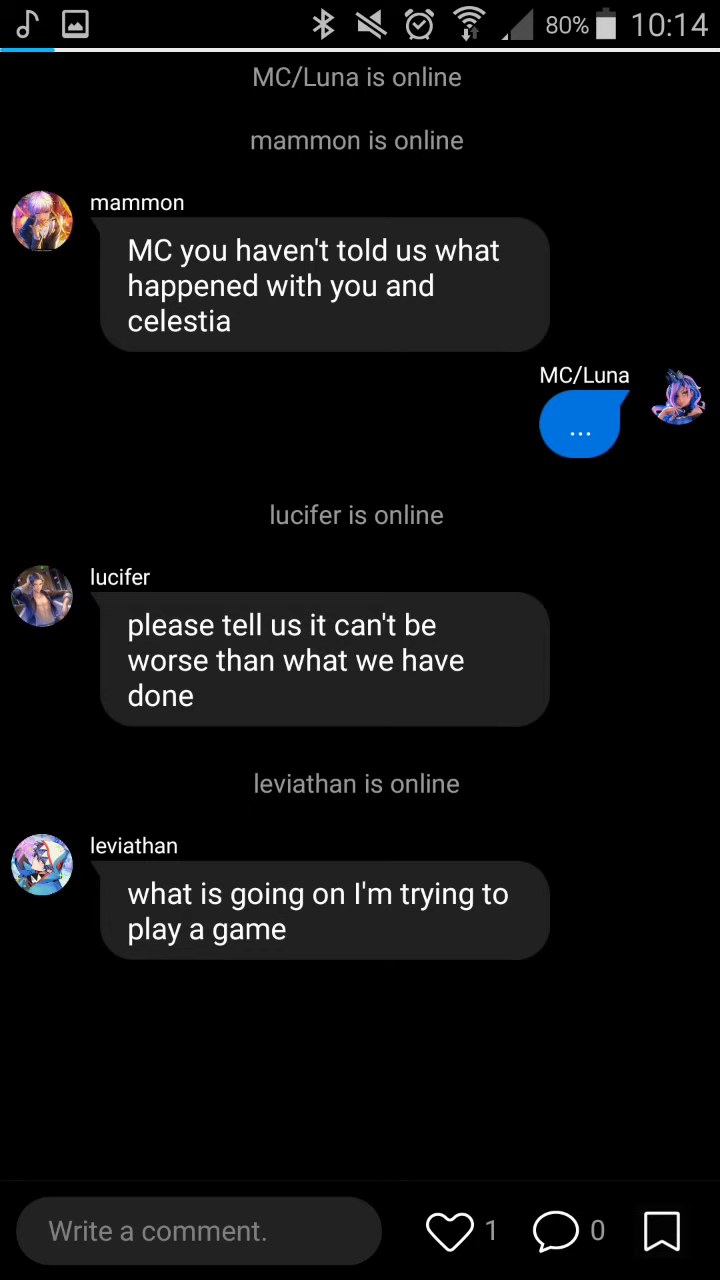 80% 10:14
MC/Luna is online
mammon is online
mammon
MC you haven't told us what
happened with you and
celestia
MC/Luna
...
lucifer is online
lucifer
please tell us it can't be
worse than what we have
done
leviathan is online
leviathan
what is going on I'm trying to
play a game
Write a comment. 1 0